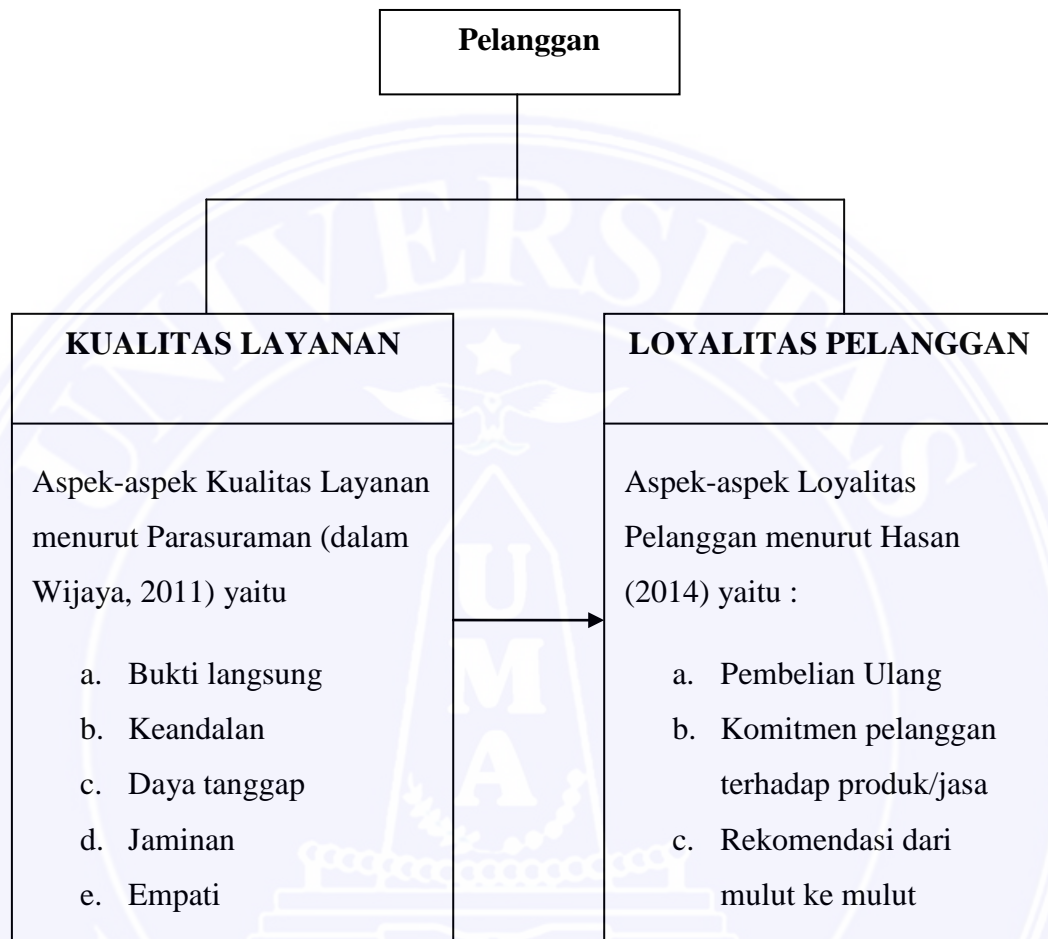 Pelanggan
KUALITAS LAYANAN
Aspek-aspek Kualitas Layanan
menurut Parasuraman (dalam
Wijaya, 2011) yaitu
a. Bukti langsung
b. Keandalan
c. Daya tanggap
d. Jaminan
e. Empati
LOYALITAS PELANGGAN
Aspek-aspek Loyalitas
Pelanggan menurut Hasan
(2014) yaitu :
a. Pembelian Ulang
b. Komitmen pelanggan
terhadap produk/jasa
c. Rekomendasi dari
mulut ke mulut
UNIVERSITAS
UMA